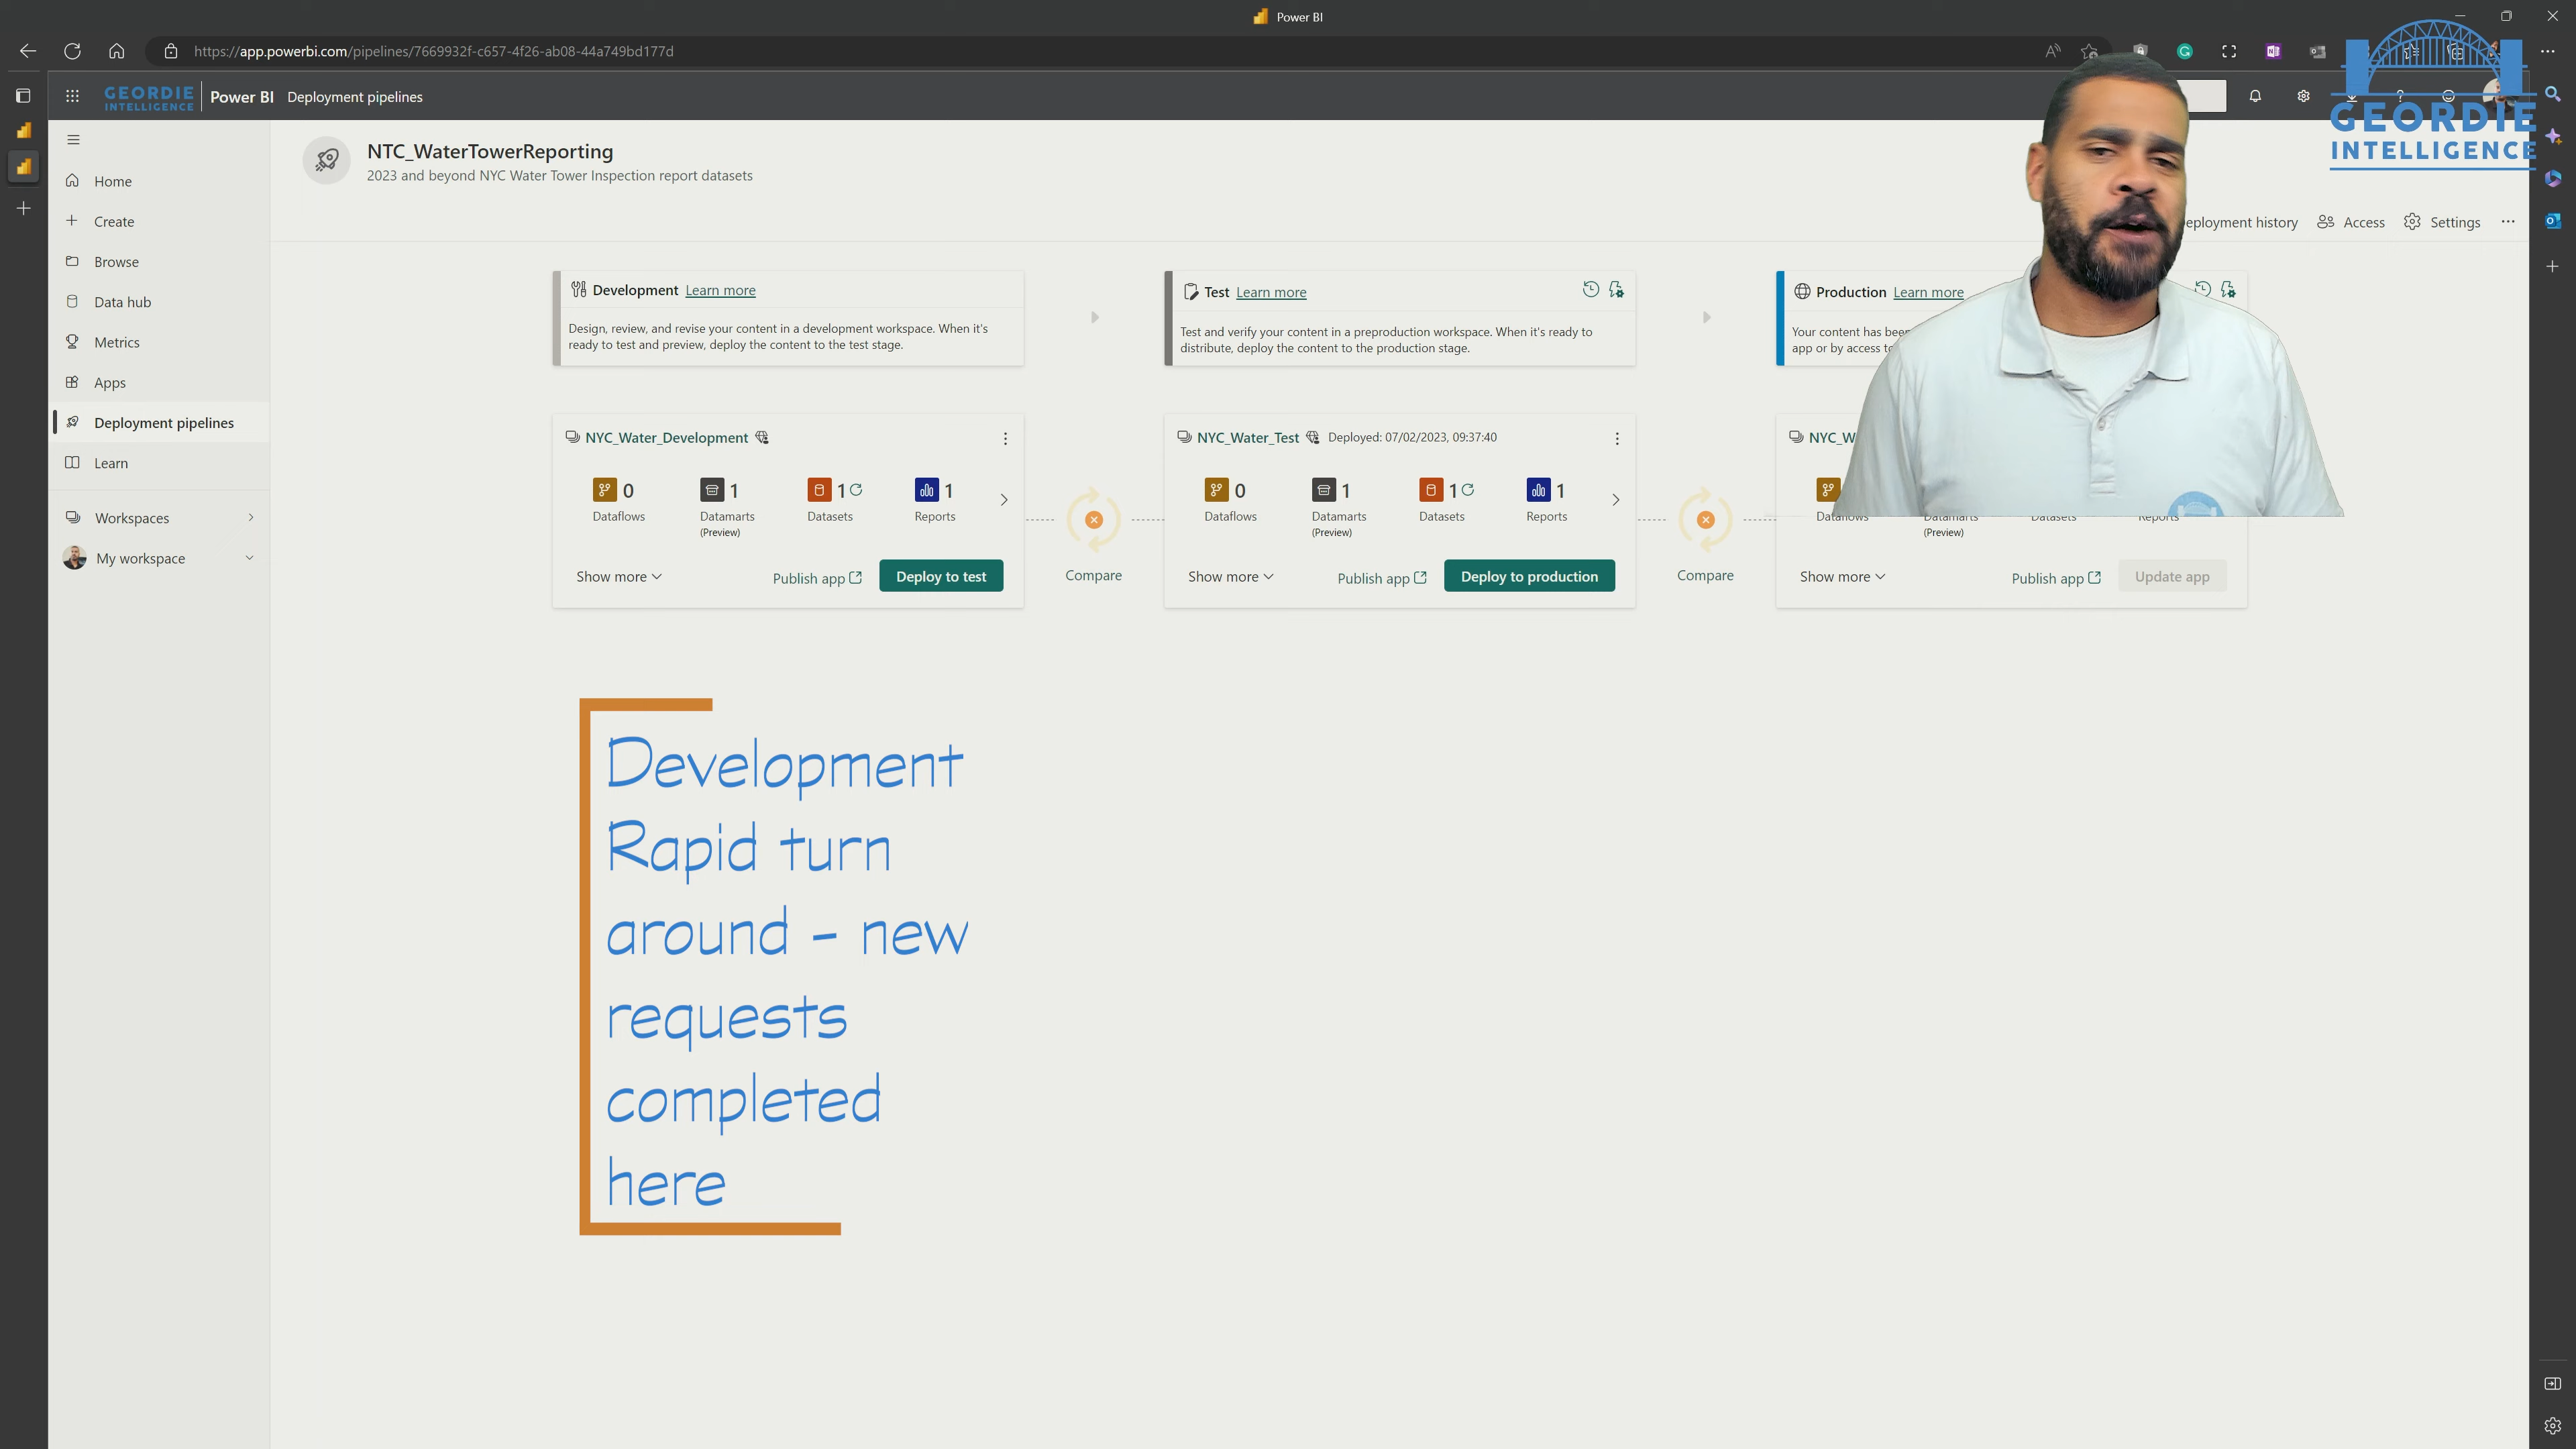 Power BI
https://app.powerbi.com/pipelines/7669932f-c657-4f26-ab08-44a749bd177d
GEORDIE
INTELLIGENCE
Power BI Deployment pipelines
GEORDIE
INTELLIGENCE
Home
Create
Browse
Data hub
Metrics
Apps
Deployment pipelines
Learn
Workspaces
My workspace
NTC_WaterTowerReporting
2023 and beyond NYC Water Tower Inspection report datasets
history
Access
Settings
Development Learn more
Design, review, and revise your content in a development workspace. When it's
ready to test and preview, deploy the content to the test stage.
Test Learn more
Test and verify your content in a preproduction workspace. When it's ready to
distribute, deploy the content to the production stage.
Production Learn more
Your content has been
app or by access
NYC_Water_Development
0
Dataflows
1
Datamarts
(Preview)
1
Datasets
1
Reports
Show more
Publish app
Deploy to test
Compare
NYC_Water_Test Deployed: 07/02/2023, 09:37:40
0
Dataflows
1
Datamarts
(Preview)
1
Datasets
1
Reports
Show more
Publish app
Deploy to production
Compare
NYC_W
Dataflows
Datamarts
(Preview)
Datasets
Reports
Show more
Publish app
Update app
Development
Rapid turn
around - new
requests
completed
here